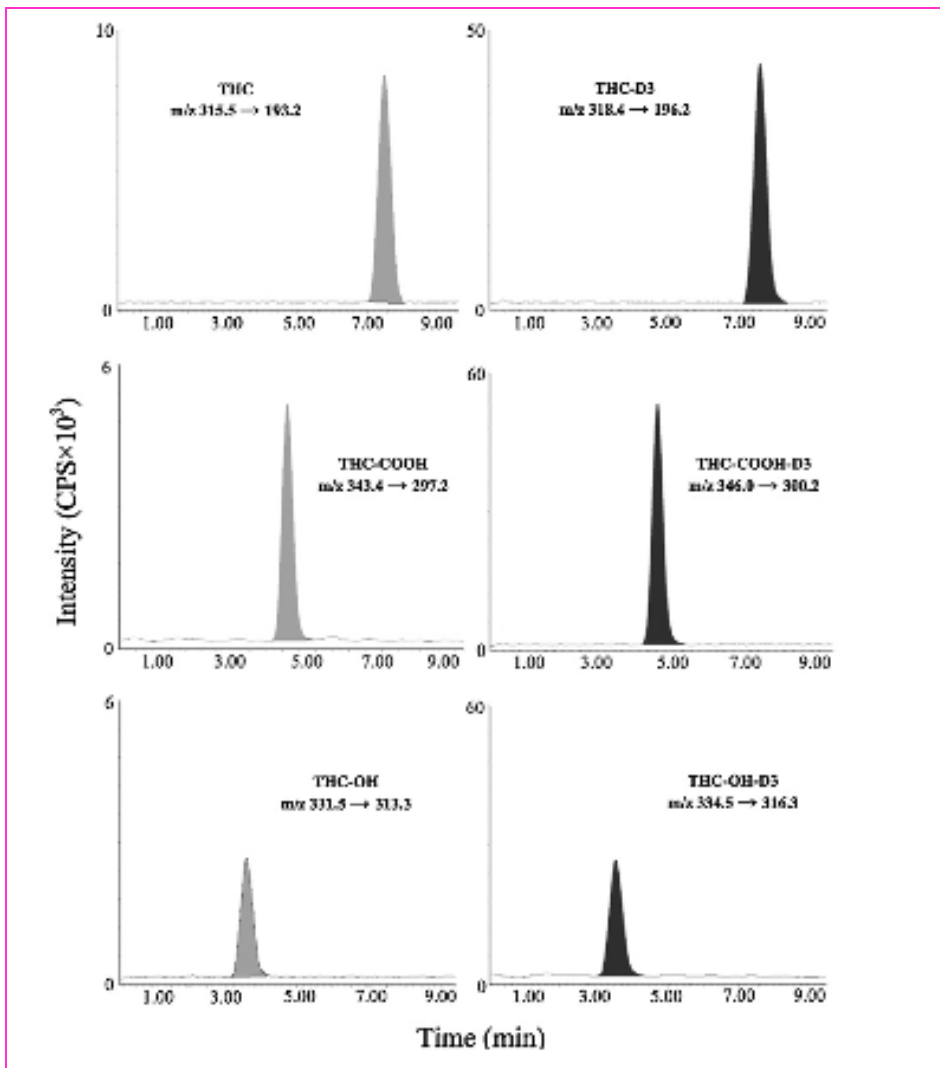 10
THC
m/z 315.5 → 193.2
0
1.00 3.00 5.00 7.00 9.00
50
THC-D3
m/z 318.4 → 196.2
0
1.00 3.00 5.00 7.00 9.00
Intensity (CPS×10³)
6
THC-COOH
m/z 343.4 → 297.2
0
1.00 3.00 5.00 7.00 9.00
60
THC-COOH-D3
m/z 346.0 → 300.2
0
1.00 3.00 5.00 7.00 9.00
6
THC-OH
m/z 331.5 → 313.3
0
1.00 3.00 5.00 7.00 9.00
60
THC-OH-D3
m/z 334.5 → 316.3
0
1.00 3.00 5.00 7.00 9.00
Time (min)